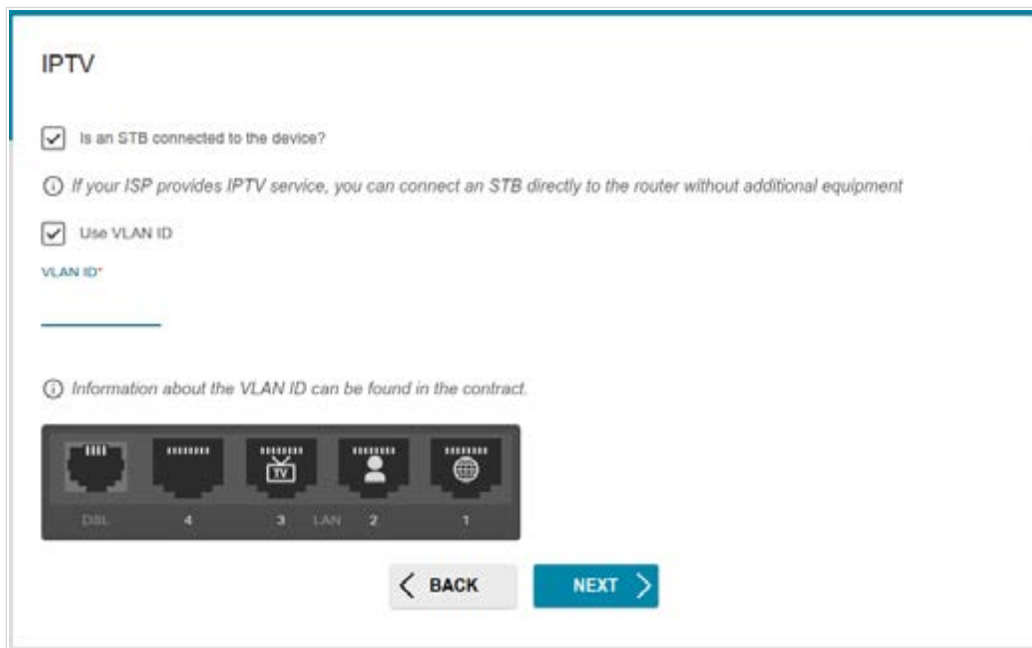 IPTV
Is an STB connected to the device?
If your ISP provides IPTV service, you can connect an STB directly to the router without additional equipment
Use VLAN ID
VLAN ID*
Information about the VLAN ID can be found in the contract.
TV
DSL 4 3 LAN 2 1
BACK NEXT